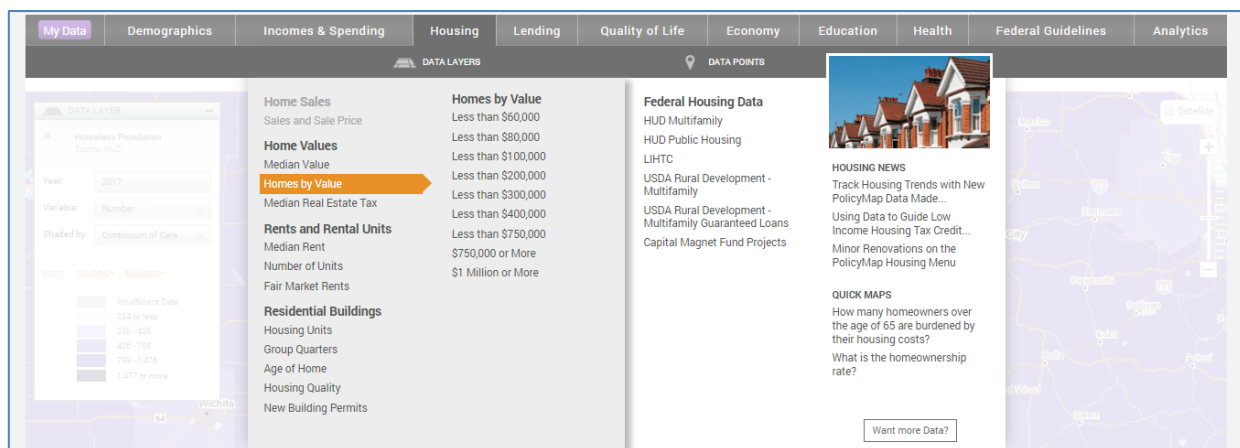 My Data
Demographics
Incomes & Spending
Housing
Lending
Quality of Life
Economy
Education
Health
Federal Guidelines
Analytics
DATA LAYERS
DATA POINTS
DATA LAYER
Homeless Population
Source: HUD
Year:
2017
Variable:
Number
Shaded by:
Continuum of Care
EDIT: COLORS RANGES
Insufficient Data
234 or less
235 - 425
426 - 758
759 - 1,476
1,477 or more
Home Sales
Sales and Sale Price
Home Values
Median Value
Homes by Value
Median Real Estate Tax
Rents and Rental Units
Median Rent
Number of Units
Fair Market Rents
Residential Buildings
Housing Units
Group Quarters
Age of Home
Housing Quality
New Building Permits
Homes by Value
Less than $60,000
Less than $80,000
Less than $100,000
Less than $200,000
Less than $300,000
Less than $400,000
Less than $750,000
$750,000 or More
$1 Million or More
Federal Housing Data
HUD Multifamily
HUD Public Housing
LIHTC
USDA Rural Development -
Multifamily
USDA Rural Development -
Multifamily Guaranteed Loans
Capital Magnet Fund Projects
HOUSING NEWS
Track Housing Trends with New
PolicyMap Data Made...
Using Data to Guide Low
Income Housing Tax Credit...
Minor Renovations on the
PolicyMap Housing Menu
QUICK MAPS
How many homeowners over
the age of 65 are burdened by
their housing costs?
What is the homeownership
rate?
Want more Data?
Satellite
Wichita
54